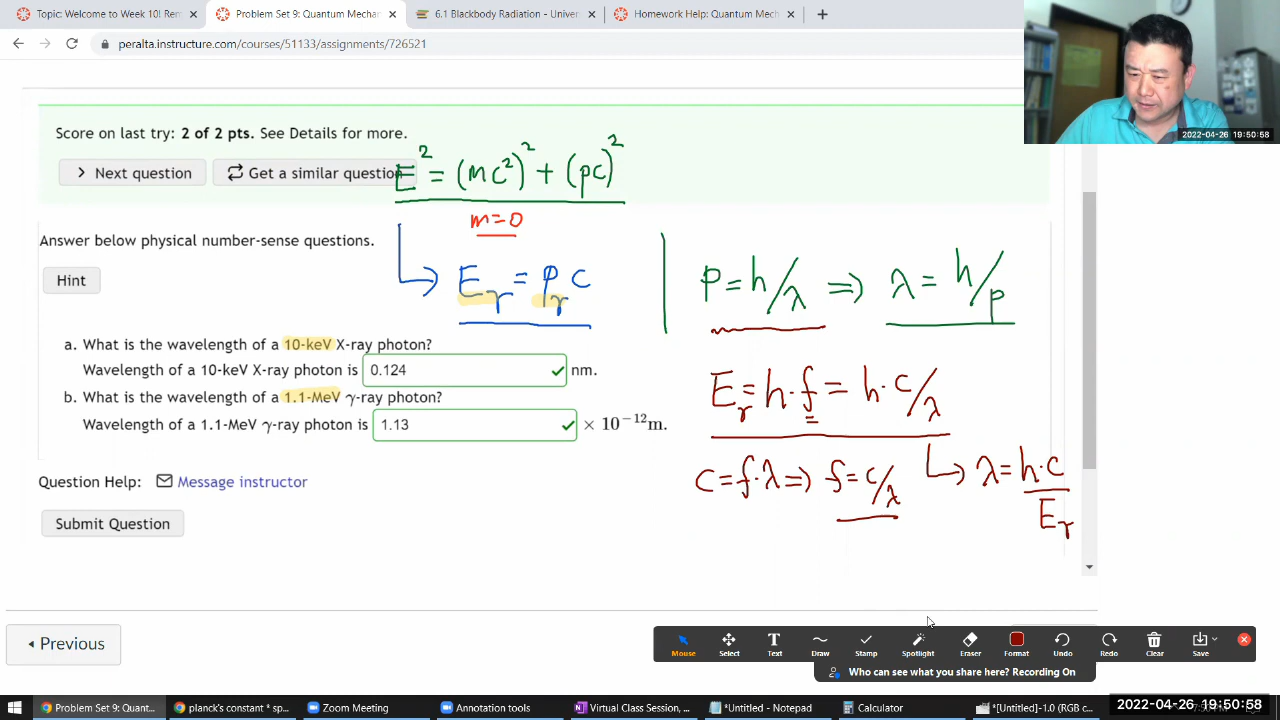 Topic: Welcome to Week 10! Rem
Problem Set 9: Quantum Mechan
6.1 Blackbody Radiation - Univer
Homework Help: Quantum Mech
peralta.instructure.com/courses/51133/assignments/726521
2022-04-26 19:50:58
Score on last try: 2 of 2 pts. See Details for more.
> Next question
Get a similar question
E² = (mc²)² + (pc)²
m=0
Answer below physical number-sense questions.
Hint
E_γ = p_γ c
p = h/λ ⇒ λ = h/p
a. What is the wavelength of a 10-keV X-ray photon?
Wavelength of a 10-keV X-ray photon is 0.124 nm.
b. What is the wavelength of a 1.1-MeV γ-ray photon?
Wavelength of a 1.1-MeV γ-ray photon is 1.13 × 10⁻¹²m.
E_γ = h·f = h·c/λ
c = f·λ ⇒ f = c/λ
λ = h·c/E_γ
Question Help: Message instructor
Submit Question
Previous
Mouse
Select
Text
Draw
Stamp
Spotlight
Eraser
Format
Undo
Redo
Clear
Save
Who can see what you share here? Recording On
Problem Set 9: Quant...
planck's constant * sp...
Zoom Meeting
Annotation tools
Virtual Class Session, ...
*Untitled - Notepad
Calculator
*[Untitled]-1.0 (RGB c...
2022-04-26 19:50:58